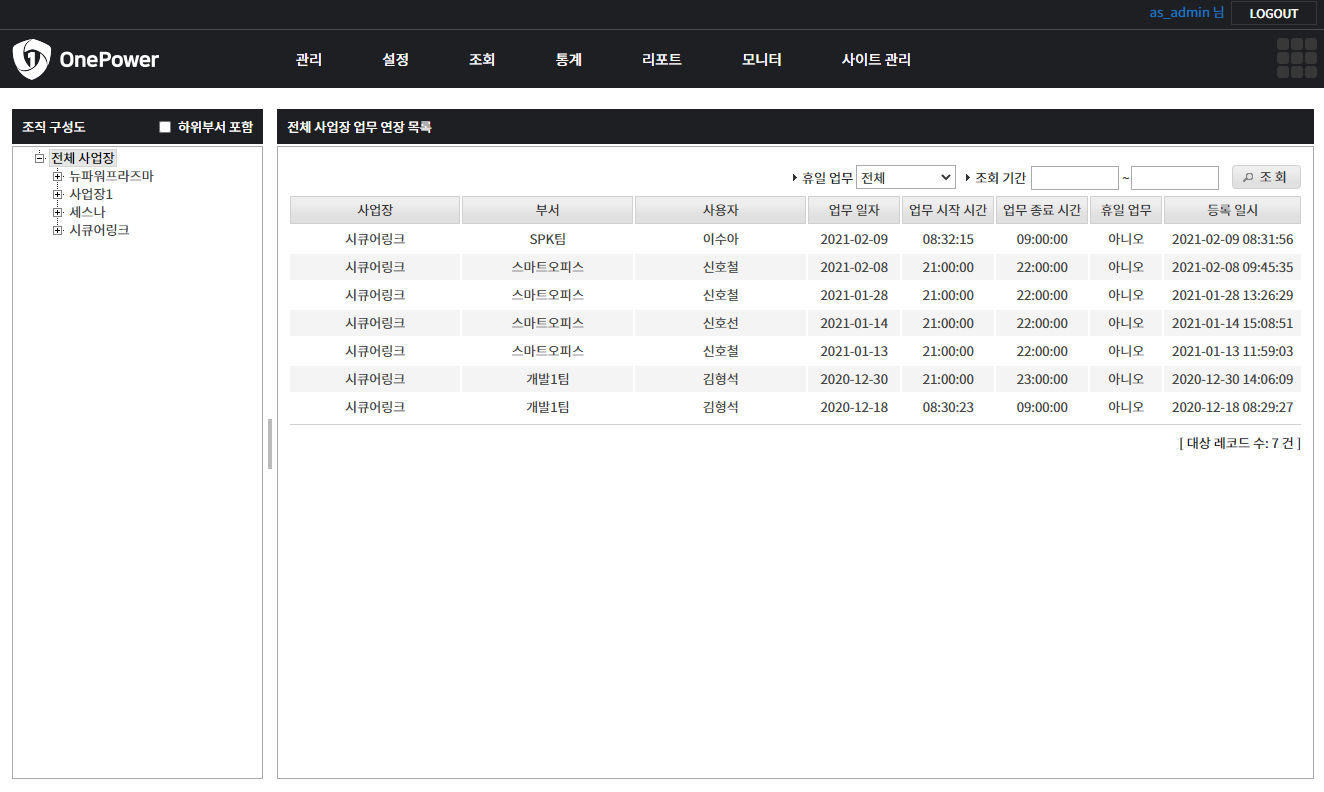 as_admin 님 LOGOUT
OnePower 관리 설정 조회 통계 리포트 모니터 사이트 관리
조직 구성도 하위부서 포함
전체 사업장
뉴파워프라즈마
사업장1
세스나
시큐어링크
전체 사업장 업무 연장 목록
휴일 업무 전체 조회 기간 ~ 조 회
사업장 부서 사용자 업무 일자 업무 시작 시간 업무 종료 시간 휴일 업무 등록 일시
시큐어링크 SPK팀 이수아 2021-02-09 08:32:15 09:00:00 아니오 2021-02-09 08:31:56
시큐어링크 스마트오피스 신호철 2021-02-08 21:00:00 22:00:00 아니오 2021-02-08 09:45:35
시큐어링크 스마트오피스 신호철 2021-01-28 21:00:00 22:00:00 아니오 2021-01-28 13:26:29
시큐어링크 스마트오피스 신호선 2021-01-14 21:00:00 22:00:00 아니오 2021-01-14 15:08:51
시큐어링크 스마트오피스 신호철 2021-01-13 21:00:00 22:00:00 아니오 2021-01-13 11:59:03
시큐어링크 개발1팀 김형석 2020-12-30 21:00:00 23:00:00 아니오 2020-12-30 14:06:09
시큐어링크 개발1팀 김형석 2020-12-18 08:30:23 09:00:00 아니오 2020-12-18 08:29:27
[ 대상 레코드 수: 7 건 ]